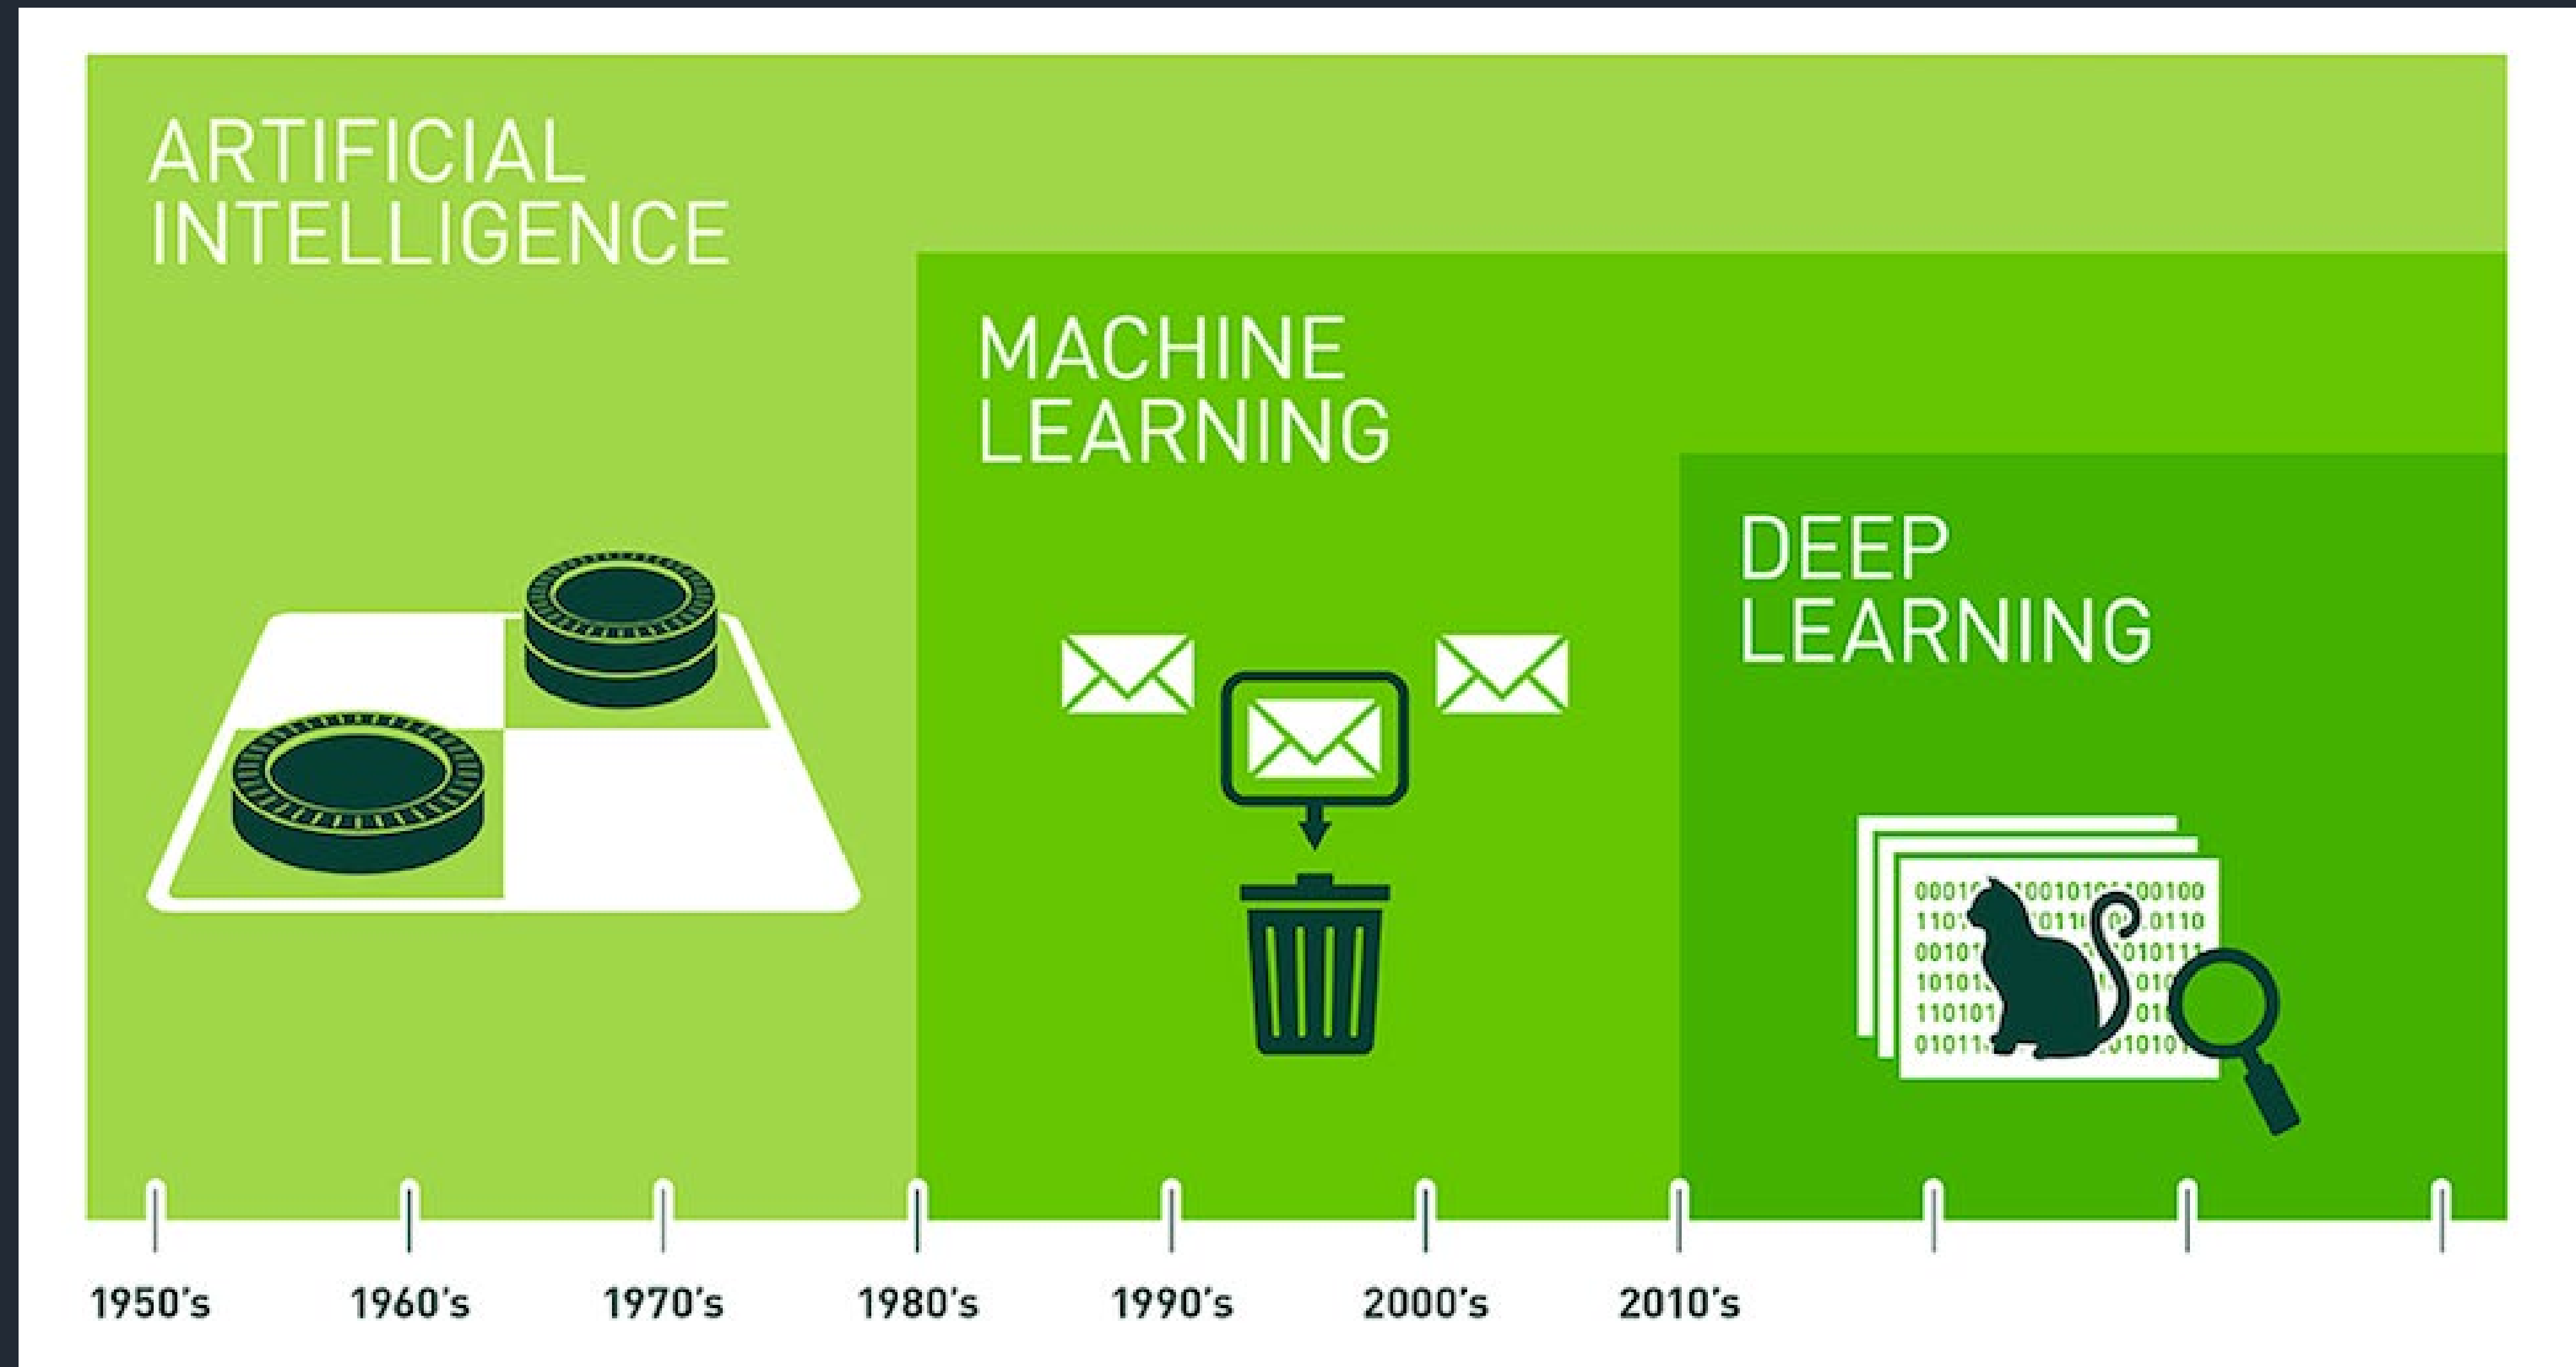 ARTIFICIAL
INTELLIGENCE
MACHINE
LEARNING
DEEP
LEARNING
1950’s
1960’s
1970’s
1980’s
1990’s
2000’s
2010’s